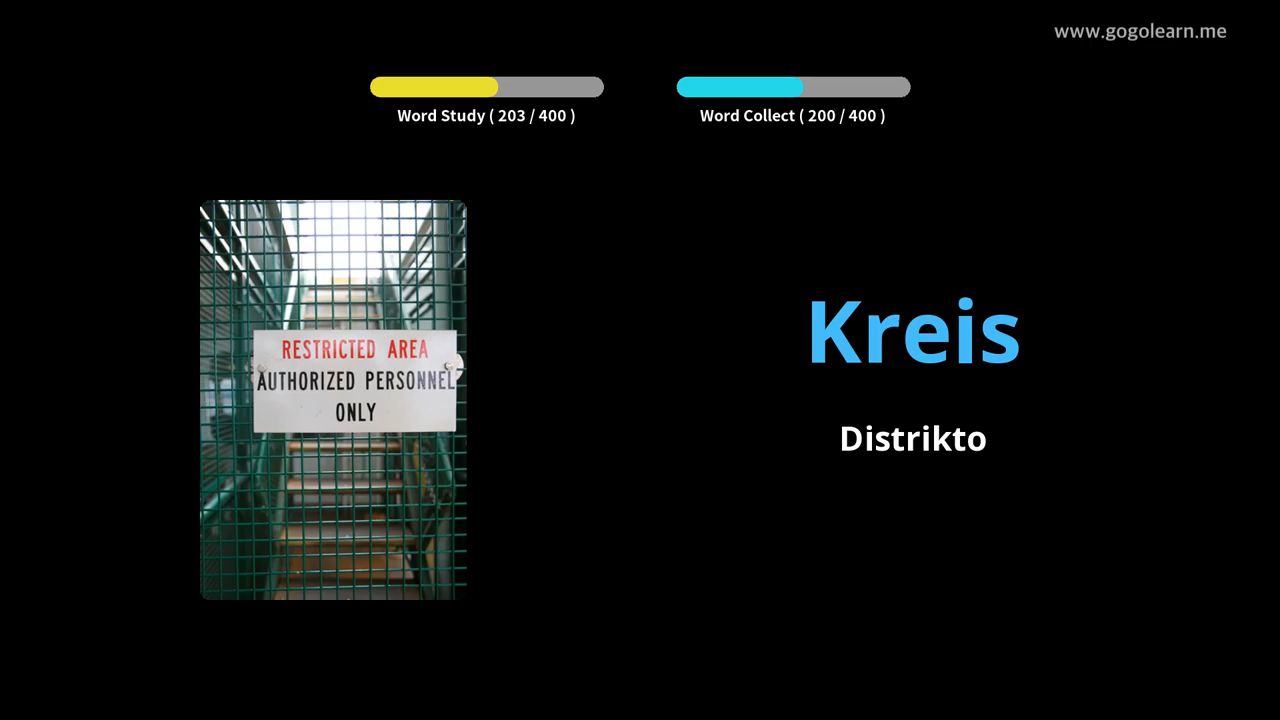 www.gogolearn.me
Word Study ( 203 / 400 )
Word Collect ( 200 / 400 )
RESTRICTED AREA
AUTHORIZED PERSONNEL
ONLY
Kreis
Distrikto